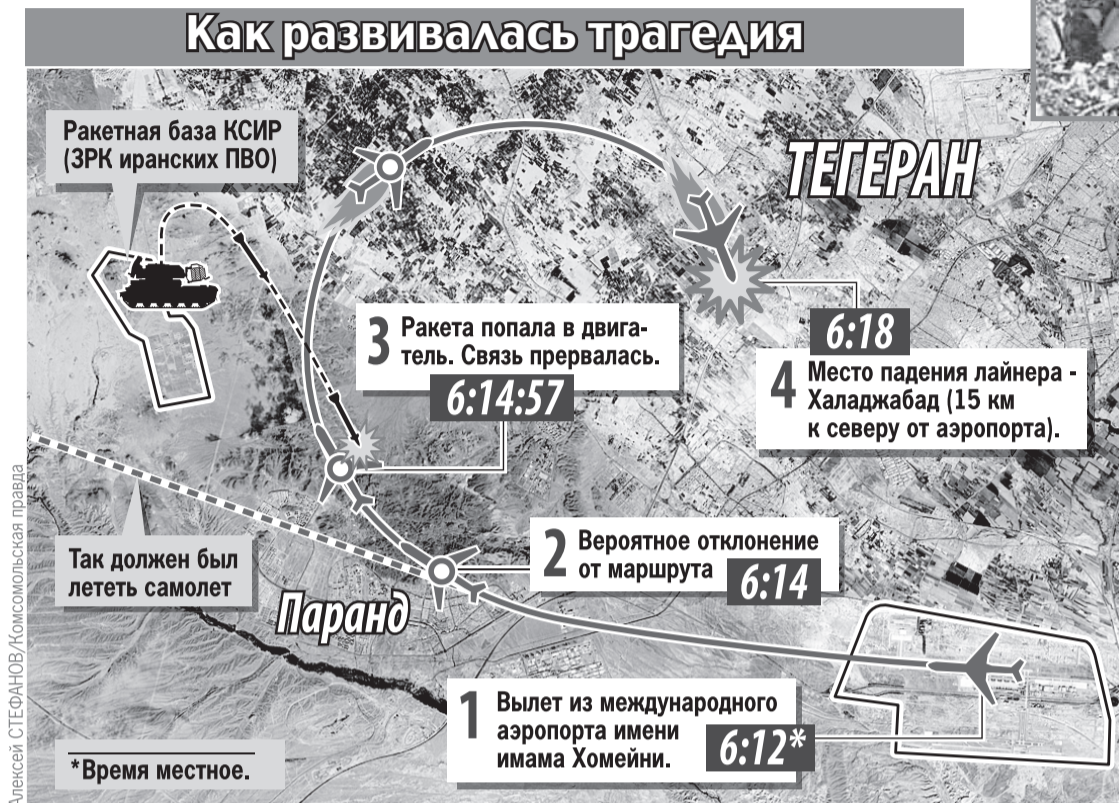 Как развивалась трагедия
Ракетная база КСИР
(ЗРК иранских ПВО)
ТЕГЕРАН
3 Ракета попала в двига-
тель. Связь прервалась.
6:14:57
6:18
4 Место падения лайнера -
Халаджабад (15 км
к северу от аэропорта).
Так должен был
лететь самолет
2 Вероятное отклонение
от маршрута 6:14
Паранд
1 Вылет из международного
аэропорта имени
имама Хомейни. 6:12*
*Время местное.
Алексей СТЕФАНОВ/Комсомольская правда